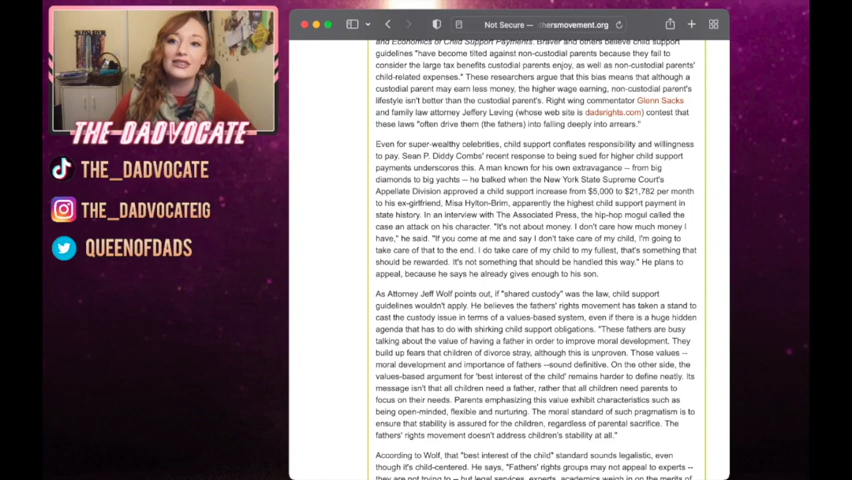 Not Secure — thersmovement.org
and Economics of Child Support Payments. Braver and others believe child support
guidelines "have become tilted against non-custodial parents because they fail to
consider the large tax benefits custodial parents enjoy, as well as non-custodial parents'
child-related expenses." These researchers argue that this bias means that although a
custodial parent may earn less money, the higher wage earning, non-custodial parent's
lifestyle isn't better than the custodial parent's. Right wing commentator Glenn Sacks
and family law attorney Jeffery Leving (whose web site is dadsrights.com) contest that
these laws "often drive them (the fathers) into falling deeply into arrears."
Even for super-wealthy celebrities, child support conflates responsibility and willingness
to pay. Sean P. Diddy Combs' recent response to being sued for higher child support
payments underscores this. A man known for his own extravagance -- from big
diamonds to big yachts -- he balked when the New York State Supreme Court's
Appellate Division approved a child support increase from $5,000 to $21,782 per month
to his ex-girlfriend, Misa Hylton-Brim, apparently the highest child support payment in
state history. In an interview with The Associated Press, the hip-hop mogul called the
case an attack on his character. "It's not about money. I don't care how much money I
have," he said. "If you come at me and say I don't take care of my child, I'm going to
take care of that to the end. I do take care of my child to my fullest, that's something that
should be rewarded. It's not something that should be handled this way." He plans to
appeal, because he says he already gives enough to his son.
As Attorney Jeff Wolf points out, if "shared custody" was the law, child support
guidelines wouldn't apply. He believes the fathers' rights movement has taken a stand to
cast the custody issue in terms of a values-based system, even if there is a huge hidden
agenda that has to do with shirking child support obligations. "These fathers are busy
talking about the value of having a father in order to improve moral development. They
build up fears that children of divorce stray, although this is unproven. Those values --
moral development and importance of fathers --sound definitive. On the other side, the
values-based argument for 'best interest of the child' remains harder to define neatly. Its
message isn't that all children need a father, rather that all children need parents to
focus on their needs. Parents emphasizing this value exhibit characteristics such as
being open-minded, flexible and nurturing. The moral standard of such pragmatism is to
ensure that stability is assured for the children, regardless of parental sacrifice. The
fathers' rights movement doesn't address children's stability at all."
According to Wolf, that "best interest of the child" standard sounds legalistic, even
though it's child-centered. He says, "Fathers' rights groups may not appeal to experts --
they are not trying to -- but legal services, experts, academics weigh in on the merits of
THE-DADVOCATE
THE_DADVOCATE
THE_DADVOCATEIG
QUEENOFDADS